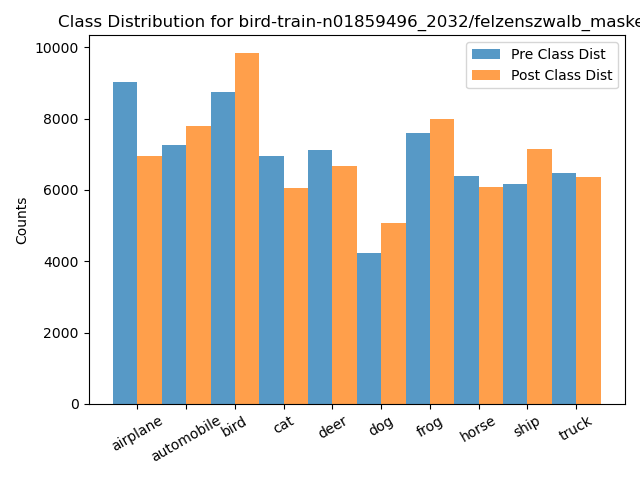 Class Distribution for bird-train-n01859496_2032/felzenszwalb_maske
Pre Class Dist
Post Class Dist
Counts
10000
8000
6000
4000
2000
0
airplane
automobile
bird
cat
deer
dog
frog
horse
ship
truck